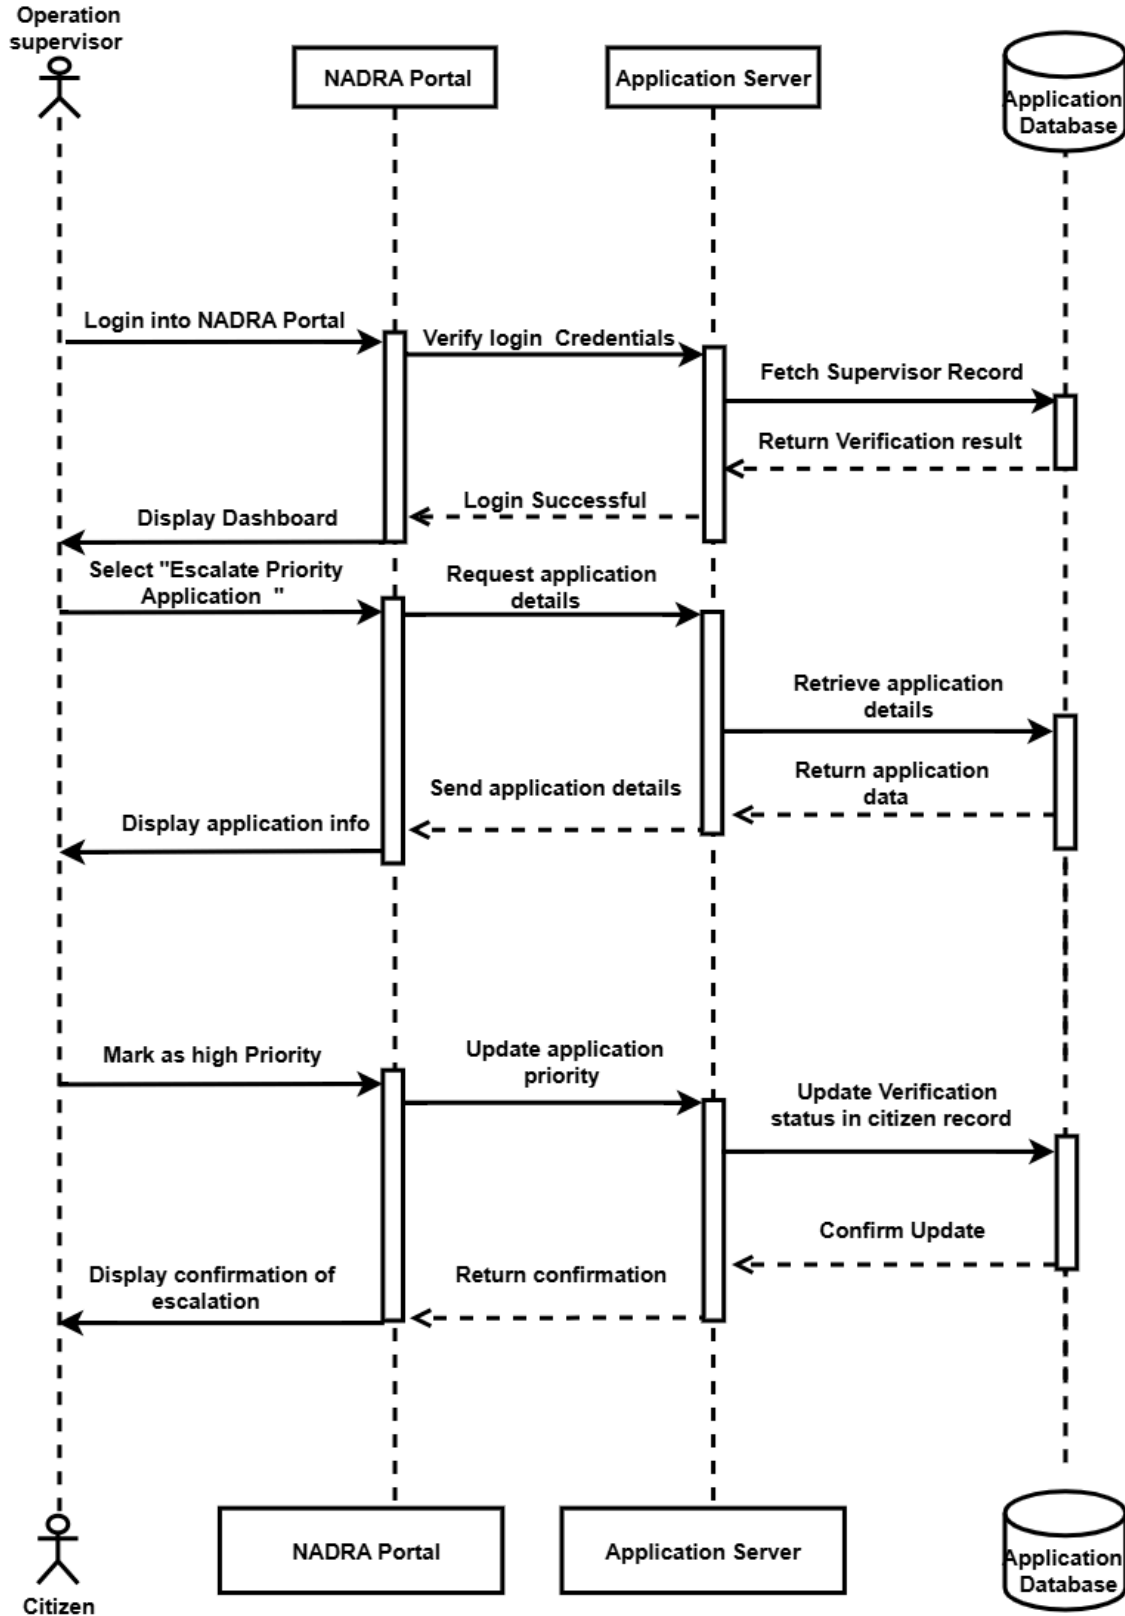 Operation
supervisor
NADRA Portal
Application Server
Application
Database
Login into NADRA Portal
Verify login  Credentials
Fetch Supervisor Record
Return Verification result
Login Successful
Display Dashboard
Select "Escalate Priority
Application  "
Request application
details
Retrieve application
details
Return application
data
Send application details
Display application info
Mark as high Priority
Update application
priority
Update Verification
status in citizen record
Confirm Update
Return confirmation
Display confirmation of
escalation
NADRA Portal
Application Server
Application
Database
Citizen